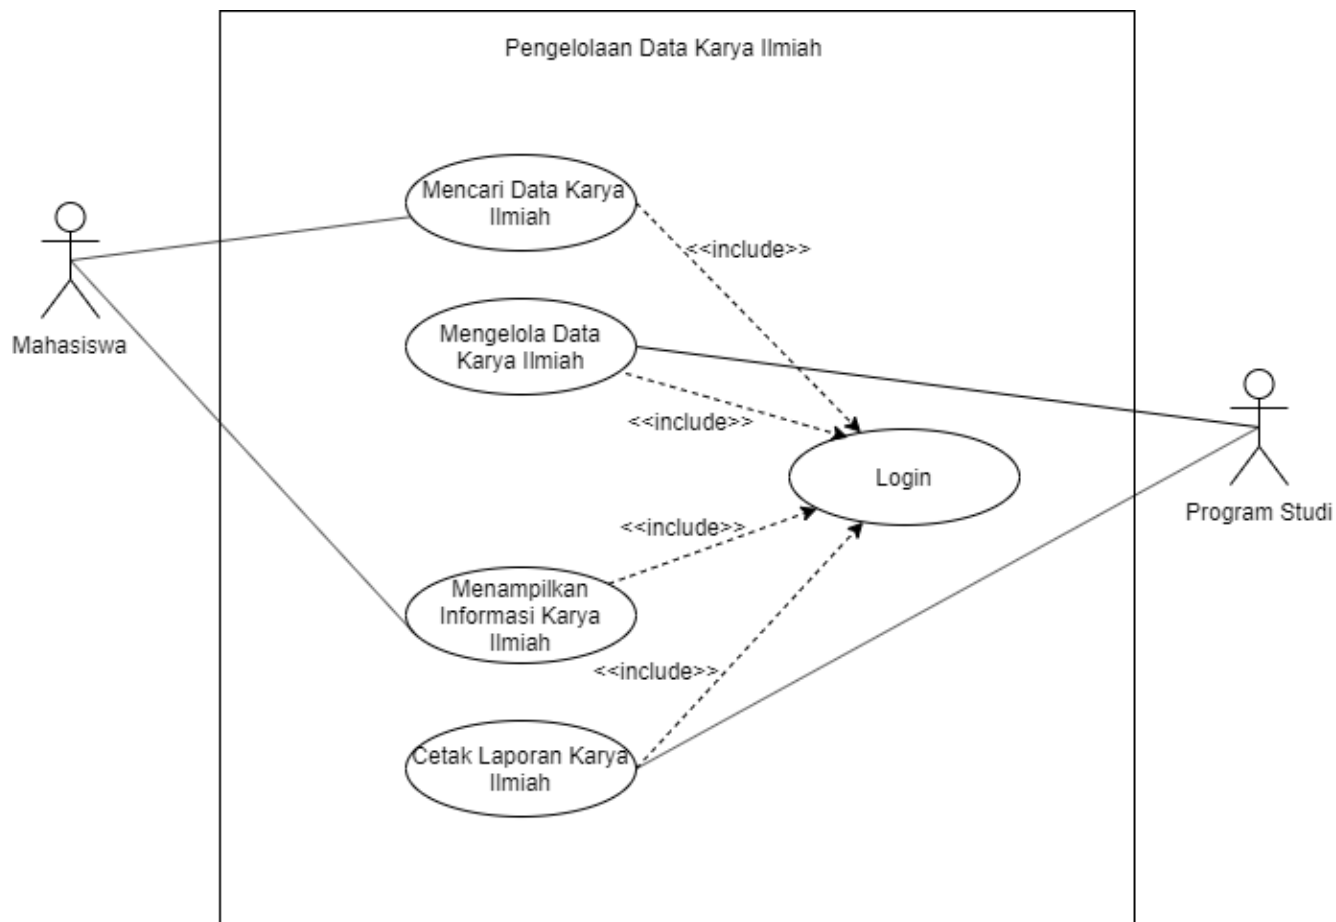 Pengelolaan Data Karya Ilmiah
Mencari Data Karya
Ilmiah
<<include>>
Mahasiswa
Mengelola Data
Karya Ilmiah
<<include>>
Login
Program Studi
<<include>>
Menampilkan
Informasi Karya
Ilmiah
<<include>>
Cetak Laporan Karya
Ilmiah